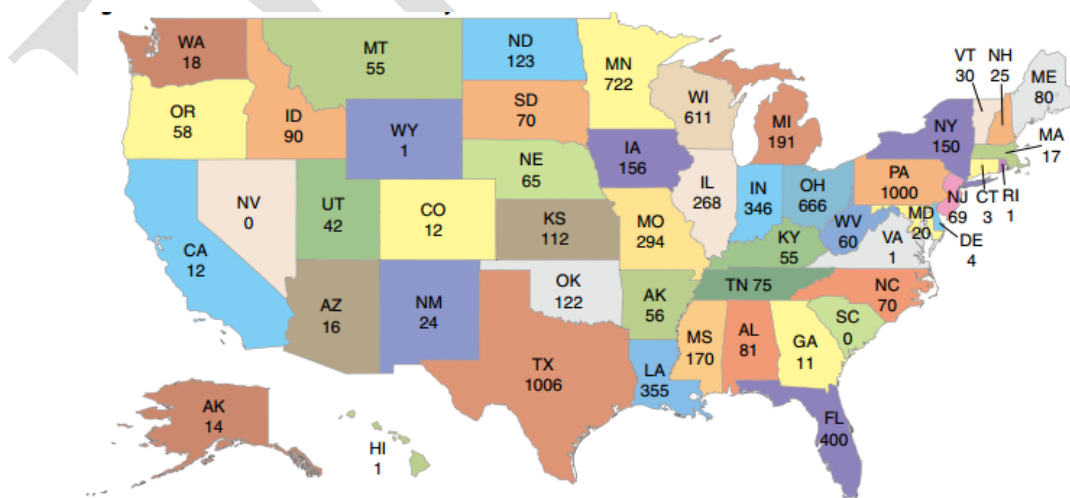 WA
18
MT
55
ND
123
MN
722
OR
58
ID
90
WY
1
SD
70
WI
611
MI
191
VT
30
NH
25
ME
80
NY
150
MA
17
NV
0
UT
42
CO
12
NE
65
IA
156
IL
268
IN
346
OH
666
PA
1000
NJ
69
CT
3
RI
1
CA
12
KS
112
MO
294
KY
55
WV
60
VA
1
MD
20
DE
4
AZ
16
NM
24
OK
122
AK
56
TN 75
NC
70
SC
0
TX
1006
LA
355
MS
170
AL
81
GA
11
FL
400
AK
14
HI
1